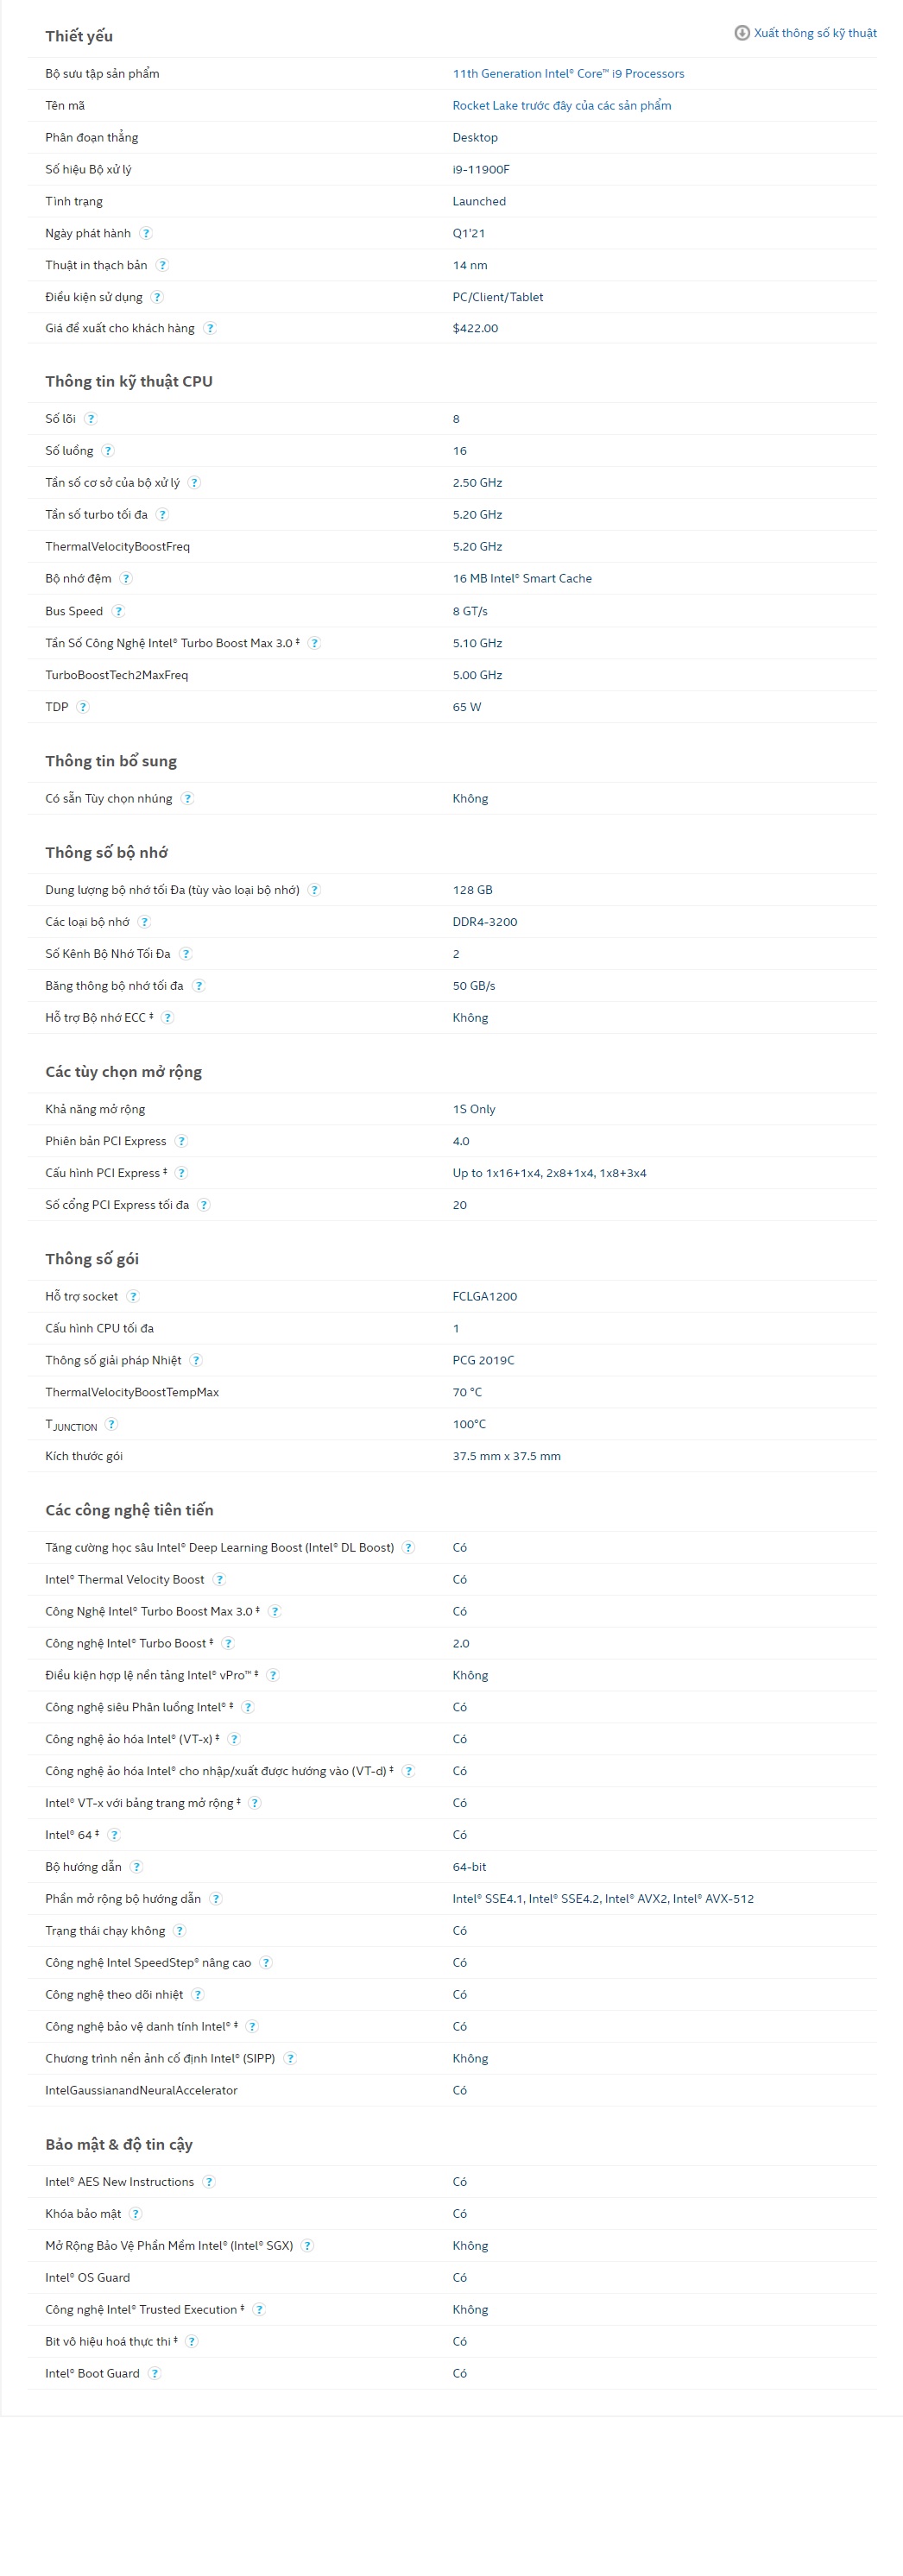 Thiết yếu
Xuất thông số kỹ thuật
Bộ sưu tập sản phẩm 11th Generation Intel® Core™ i9 Processors
Tên mã Rocket Lake trước đây của các sản phẩm
Phân đoạn thẳng Desktop
Số hiệu Bộ xử lý i9-11900F
Tình trạng Launched
Ngày phát hành ? Q1'21
Thuật in thạch bản ? 14 nm
Điều kiện sử dụng ? PC/Client/Tablet
Giá đề xuất cho khách hàng ? $422.00
Thông tin kỹ thuật CPU
Số lõi ? 8
Số luồng ? 16
Tần số cơ sở của bộ xử lý ? 2.50 GHz
Tần số turbo tối đa ? 5.20 GHz
ThermalVelocityBoostFreq 5.20 GHz
Bộ nhớ đệm ? 16 MB Intel® Smart Cache
Bus Speed ? 8 GT/s
Tần Số Công Nghệ Intel® Turbo Boost Max 3.0 ‡ ? 5.10 GHz
TurboBoostTech2MaxFreq 5.00 GHz
TDP ? 65 W
Thông tin bổ sung
Có sẵn Tùy chọn nhúng ? Không
Thông số bộ nhớ
Dung lượng bộ nhớ tối Đa (tùy vào loại bộ nhớ) ? 128 GB
Các loại bộ nhớ ? DDR4-3200
Số Kênh Bộ Nhớ Tối Đa ? 2
Băng thông bộ nhớ tối đa ? 50 GB/s
Hỗ trợ Bộ nhớ ECC ‡ ? Không
Các tùy chọn mở rộng
Khả năng mở rộng 1S Only
Phiên bản PCI Express ? 4.0
Cấu hình PCI Express ‡ ? Up to 1x16+1x4, 2x8+1x4, 1x8+3x4
Số cổng PCI Express tối đa ? 20
Thông số gói
Hỗ trợ socket ? FCLGA1200
Cấu hình CPU tối đa 1
Thông số giải pháp Nhiệt ? PCG 2019C
ThermalVelocityBoostTempMax 70 °C
TJUNCTION ? 100°C
Kích thước gói 37.5 mm x 37.5 mm
Các công nghệ tiên tiến
Tăng cường học sâu Intel® Deep Learning Boost (Intel® DL Boost) ? Có
Intel® Thermal Velocity Boost ? Có
Công Nghệ Intel® Turbo Boost Max 3.0 ‡ ? Có
Công nghệ Intel® Turbo Boost ‡ ? 2.0
Điều kiện hợp lệ nền tảng Intel® vPro™ ‡ ? Không
Công nghệ siêu Phân luồng Intel® ‡ ? Có
Công nghệ ảo hóa Intel® (VT-x) ‡ ? Có
Công nghệ ảo hóa Intel® cho nhập/xuất được hướng vào (VT-d) ‡ ? Có
Intel® VT-x với bảng trang mở rộng ‡ ? Có
Intel® 64 ‡ ? Có
Bộ hướng dẫn ? 64-bit
Phần mở rộng bộ hướng dẫn ? Intel® SSE4.1, Intel® SSE4.2, Intel® AVX2, Intel® AVX-512
Trạng thái chạy không ? Có
Công nghệ Intel SpeedStep® nâng cao ? Có
Công nghệ theo dõi nhiệt ? Có
Công nghệ bảo vệ danh tính Intel® ‡ ? Có
Chương trình nền ảnh cố định Intel® (SIPP) ? Không
IntelGaussianandNeuralAccelerator Có
Bảo mật & độ tin cậy
Intel® AES New Instructions ? Có
Khóa bảo mật ? Có
Mở Rộng Bảo Vệ Phần Mềm Intel® (Intel® SGX) ? Không
Intel® OS Guard Có
Công nghệ Intel® Trusted Execution ‡ ? Không
Bit vô hiệu hoá thực thi ‡ ? Có
Intel® Boot Guard ? Có